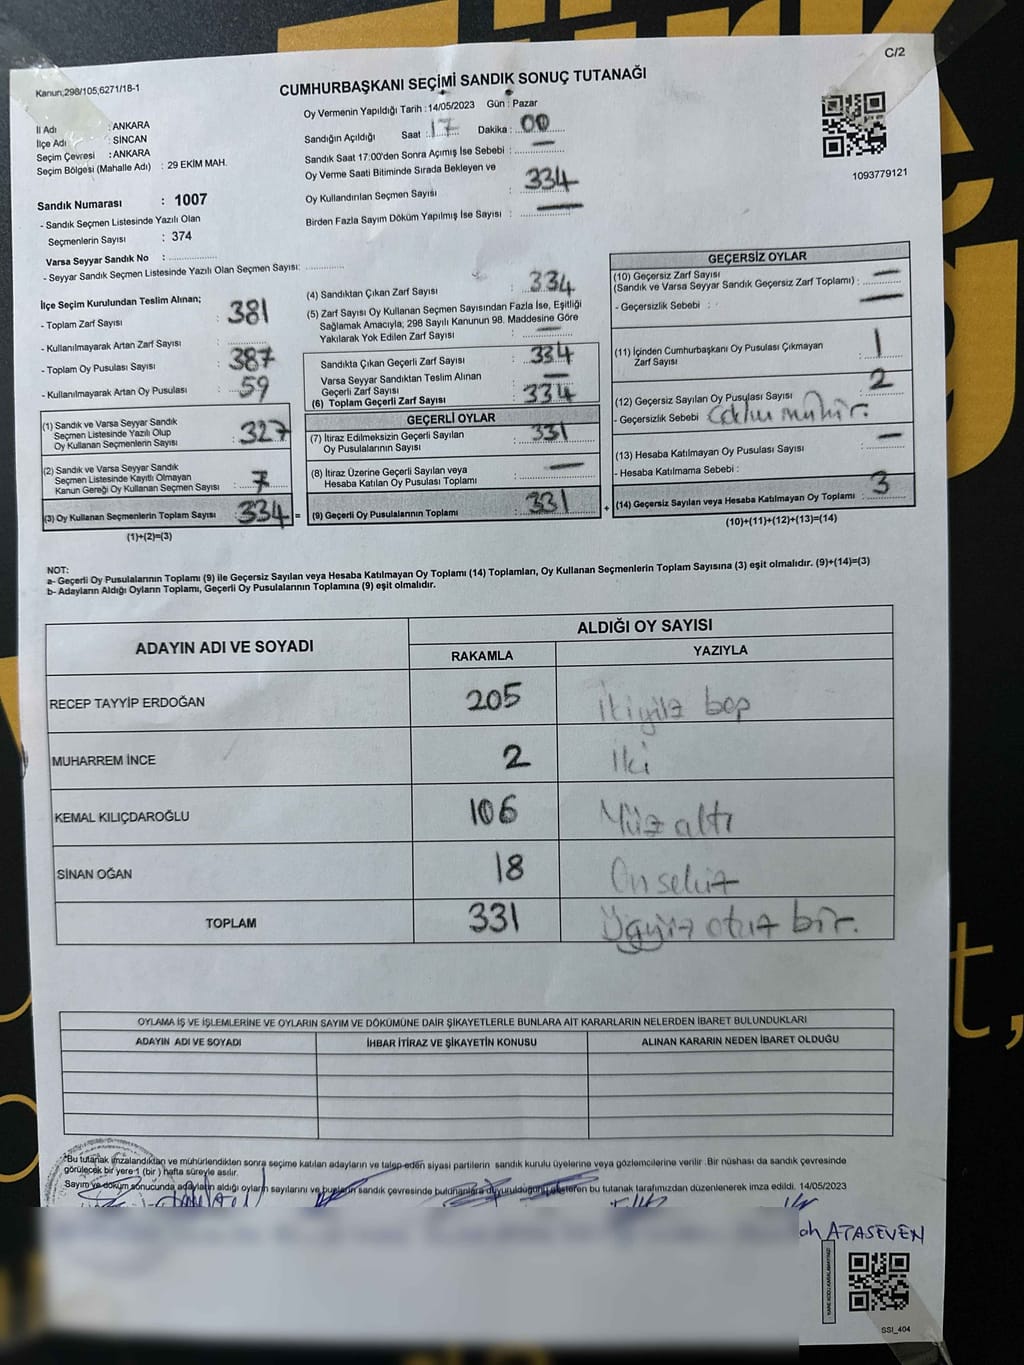 C/2
Kanun;298/105,6271/18-1
CUMHURBAŞKANI SEÇİMİ SANDIK SONUÇ TUTANAĞI
İl Adı : ANKARA
İlçe Adı : SİNCAN
Seçim Çevresi : ANKARA
Seçim Bölgesi (Mahalle Adı) : 29 EKİM MAH.
Sandık Numarası : 1007
- Sandık Seçmen Listesinde Yazılı Olan
Seçmenlerin Sayısı : 374
Varsa Seyyar Sandık No :
- Seyyar Sandık Seçmen Listesinde Yazılı Olan Seçmen Sayısı:
Oy Vermenin Yapıldığı Tarih : 14/05/2023 Gün : Pazar
Sandığın Açıldığı Saat : 17 Dakika : 00
Sandık Saat 17:00'den Sonra Açımış İse Sebebi : —
Oy Verme Saati Bitiminde Sırada Bekleyen ve
Oy Kullandırılan Seçmen Sayısı : 334
Birden Fazla Sayım Döküm Yapılmış İse Sayısı : —
1093779121
İlçe Seçim Kurulundan Teslim Alınan;
- Toplam Zarf Sayısı : 381
- Kullanılmayarak Artan Zarf Sayısı :
- Toplam Oy Pusulası Sayısı : 387
- Kullanılmayarak Artan Oy Pusulası : 59
(1) Sandık ve Varsa Seyyar Sandık
Seçmen Listesinde Yazılı Olup
Oy Kullanan Seçmenlerin Sayısı : 327
(2) Sandık ve Varsa Seyyar Sandık
Seçmen Listesinde Kayıtlı Olmayan
Kanun Gereği Oy Kullanan Seçmen Sayısı : 7
(3) Oy Kullanan Seçmenlerin Toplam Sayısı 334 =
(1)+(2)=(3)
(4) Sandıktan Çıkan Zarf Sayısı : 334
(5) Zarf Sayısı Oy Kullanan Seçmen Sayısından Fazla İse, Eşitliği
Sağlamak Amacıyla; 298 Sayılı Kanunun 98. Maddesine Göre
Yakılarak Yok Edilen Zarf Sayısı : —
Sandıkta Çıkan Geçerli Zarf Sayısı : 334
Varsa Seyyar Sandıktan Teslim Alınan
Geçerli Zarf Sayısı : —
(6) Toplam Geçerli Zarf Sayısı : 334
GEÇERLİ OYLAR
(7) İtiraz Edilmeksizin Geçerli Sayılan
Oy Pusulasının Sayısı : 331
(8) İtiraz Üzerine Geçerli Sayılan veya
Hesaba Katılan Oy Pusulası Toplamı : —
(9) Geçerli Oy Pusulalarının Toplamı : 331 +
GEÇERSİZ OYLAR
(10) Geçersiz Zarf Sayısı
(Sandık ve Varsa Seyyar Sandık Geçersiz Zarf Toplamı) : —
- Geçersizlik Sebebi : —
(11) İçinden Cumhurbaşkanı Oy Pusulası Çıkmayan
Zarf Sayısı : 1
(12) Geçersiz Sayılan Oy Pusulası Sayısı : 2
- Geçersizlik Sebebi : mühür.
(13) Hesaba Katılmayan Oy Pusulası Sayısı : —
- Hesaba Katılmama Sebebi :
(14) Geçersiz Sayılan veya Hesaba Katılmayan Oy Toplamı : 3
(10)+(11)+(12)+(13)=(14)
NOT:
a- Geçerli Oy Pusulalarının Toplamı (9) ile Geçersiz Sayılan veya Hesaba Katılmayan Oy Toplamı (14) Toplamları, Oy Kullanan Seçmenlerin Toplam Sayısına (3) eşit olmalıdır. (9)+(14)=(3)
b- Adayların Aldığı Oyların Toplamı, Geçerli Oy Pusulalarının Toplamına (9) eşit olmalıdır.
ADAYIN ADI VE SOYADI ALDIĞI OY SAYISI
RAKAMLA YAZIYLA
RECEP TAYYİP ERDOĞAN 205 İkiyüz beş
MUHARREM İNCE 2 İki
KEMAL KILIÇDAROĞLU 106 Yüz altı
SİNAN OĞAN 18 Onsekiz
TOPLAM 331 Üçyüz otuz bir.
OYLAMA İŞ VE İŞLEMLERİNE VE OYLARIN SAYIM VE DÖKÜMÜNE DAİR ŞİKAYETLERLE BUNLARA AİT KARARLARIN NELERDEN İBARET BULUNDUKLARI
ADAYIN ADI VE SOYADI İHBAR İTİRAZ VE ŞİKAYETİN KONUSU ALINAN KARARIN NEDEN İBARET OLDUĞU
*Bu tutanak imzalandıktan ve mühürlendikten sonra seçime katılan adayların ve talep eden siyasi partilerin sandık kurulu üyelerine veya gözlemcilerine verilir .Bir nüshası da sandık çevresinde
görülecek bir yere 1 (bir ) hafta süreyle asılır.
Sayım ve döküm sonucunda adayların aldığı oyların sayılarını ve bunların sandık çevresinde bulunanlara duyurulduğunu gösteren bu tutanak tarafımızdan düzenlenerek imza edildi. 14/05/2023
ah ATASEVEN
SSI_404